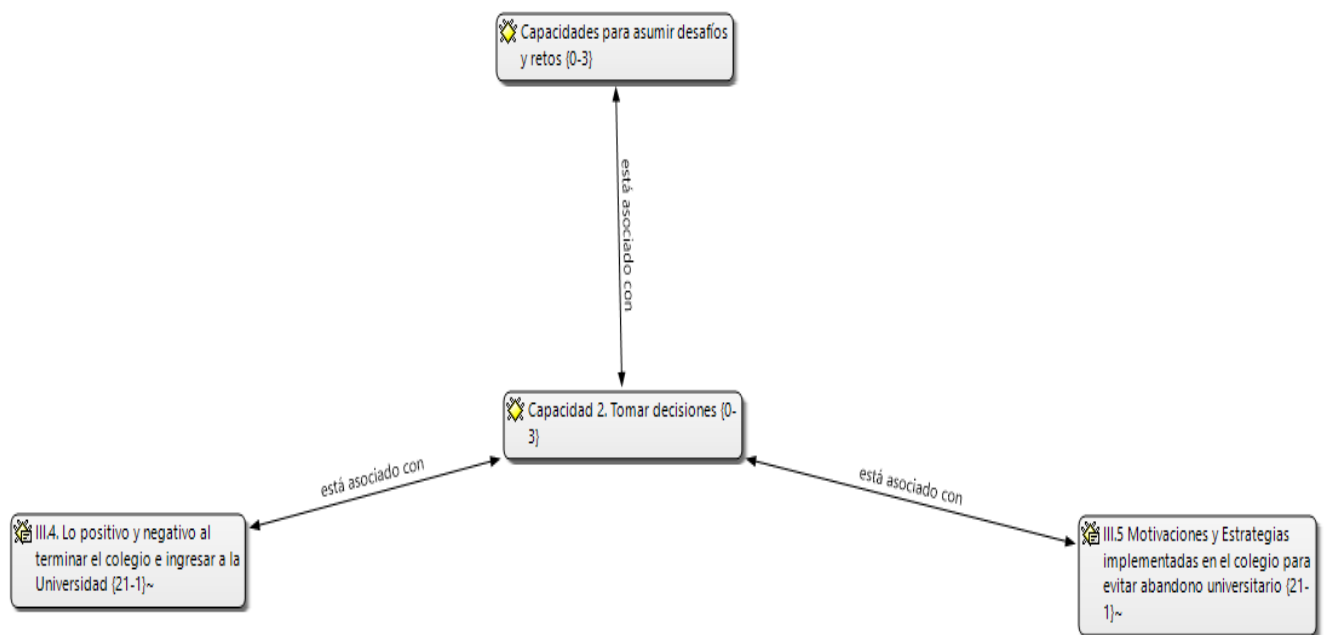 Capacidades para asumir desafíos
y retos {0-3}
está asociado con
Capacidad 2. Tomar decisiones {0-
3}
está asociado con
está asociado con
III.4. Lo positivo y negativo al
terminar el colegio e ingresar a la
Universidad {21-1}~
III.5 Motivaciones y Estrategias
implementadas en el colegio para
evitar abandono universitario {21-
1}~